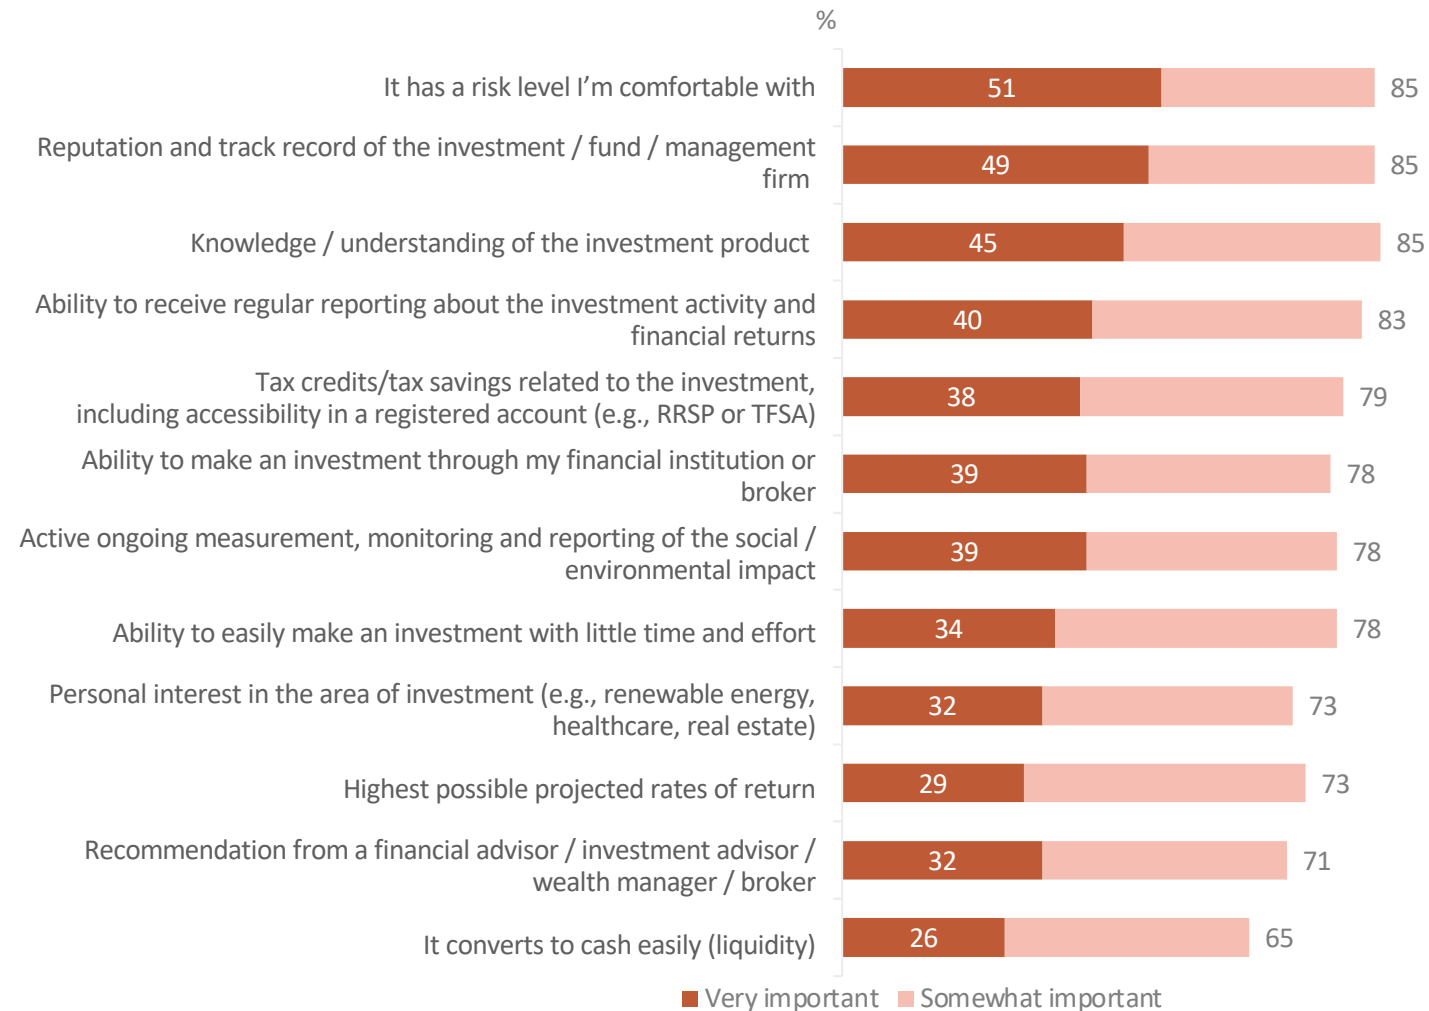 %
It has a risk level I’m comfortable with
51
85
Reputation and track record of the investment / fund / management
firm
49
85
Knowledge / understanding of the investment product
45
85
Ability to receive regular reporting about the investment activity and
financial returns
40
83
Tax credits/tax savings related to the investment,
including accessibility in a registered account (e.g., RRSP or TFSA)
38
79
Ability to make an investment through my financial institution or
broker
39
78
Active ongoing measurement, monitoring and reporting of the social /
environmental impact
39
78
Ability to easily make an investment with little time and effort
34
78
Personal interest in the area of investment (e.g., renewable energy,
healthcare, real estate)
32
73
Highest possible projected rates of return
29
73
Recommendation from a financial advisor / investment advisor /
wealth manager / broker
32
71
It converts to cash easily (liquidity)
26
65
Very important Somewhat important